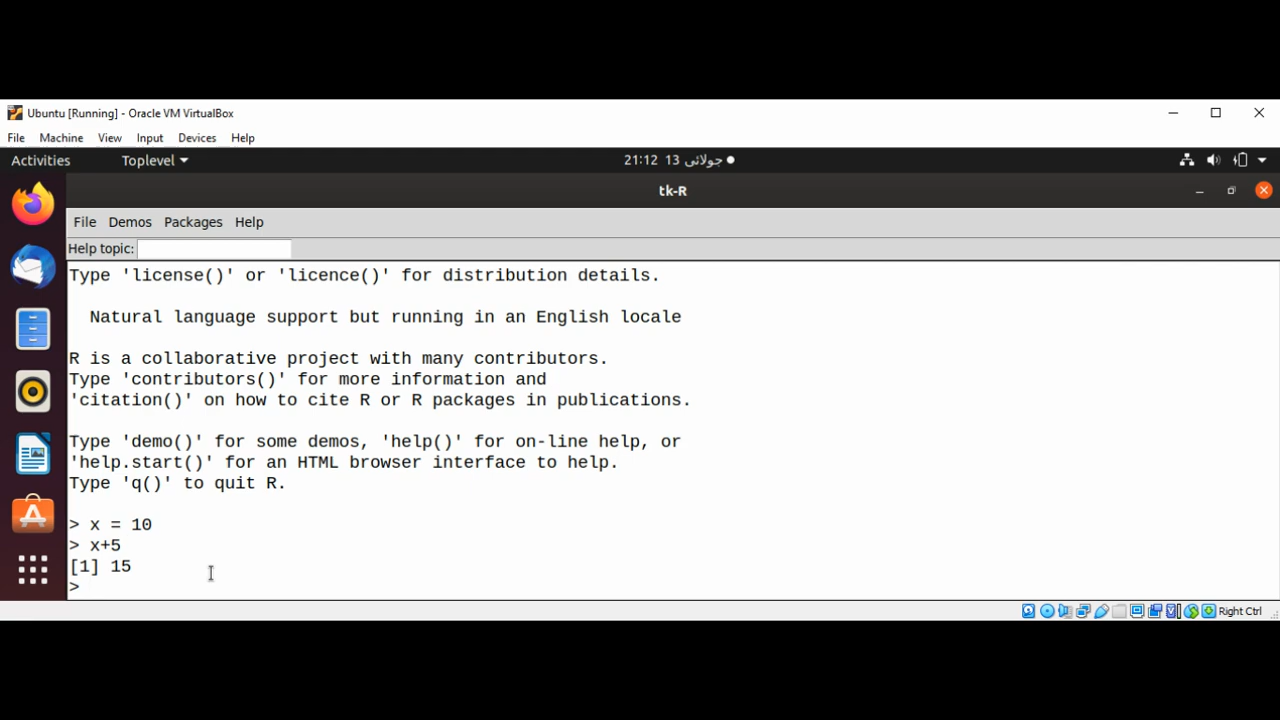 Ubuntu [Running] - Oracle VM VirtualBox
File Machine View Input Devices Help
Activities Toplevel 21:12 13 جولائی
tk-R
File Demos Packages Help
Help topic:
Type 'license()' or 'licence()' for distribution details.
Natural language support but running in an English locale
R is a collaborative project with many contributors.
Type 'contributors()' for more information and
'citation()' on how to cite R or R packages in publications.
Type 'demo()' for some demos, 'help()' for on-line help, or
'help.start()' for an HTML browser interface to help.
Type 'q()' to quit R.
> x = 10
> x+5
[1] 15
>
Right Ctrl